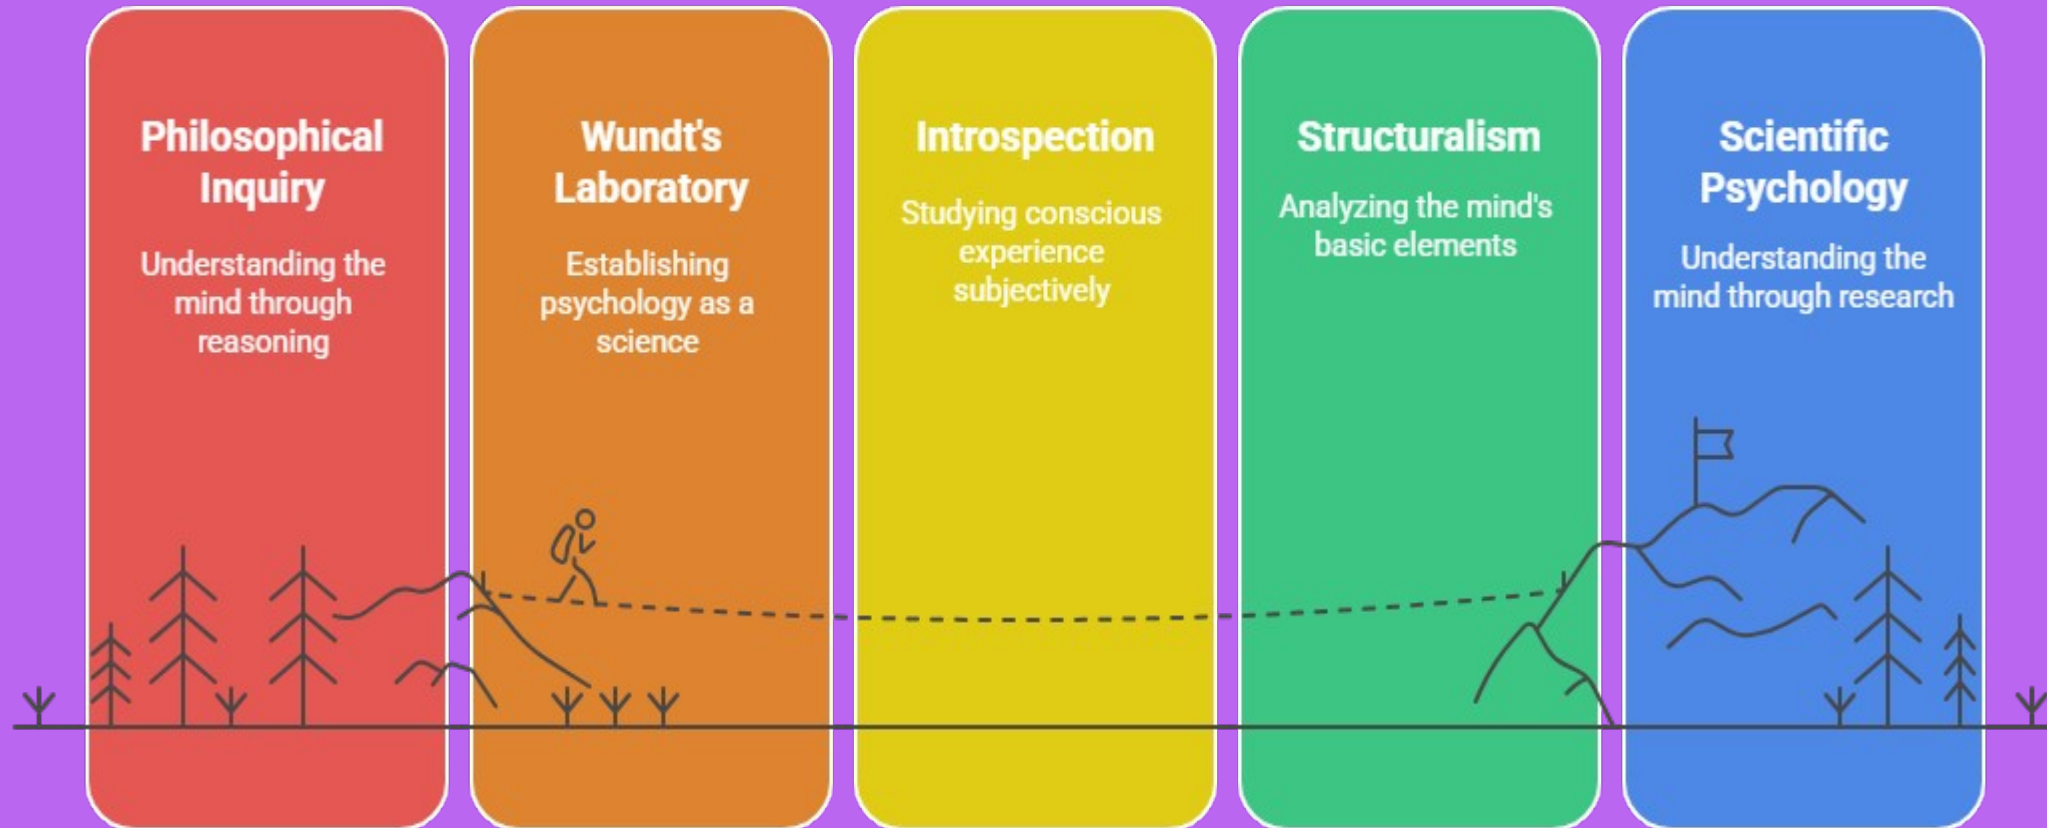 Philosophical
Inquiry
Understanding the
mind through
reasoning
Wundt's
Laboratory
Establishing
psychology as a
science
Introspection
Studying conscious
experience
subjectively
Structuralism
Analyzing the mind's
basic elements
Scientific
Psychology
Understanding the
mind through research